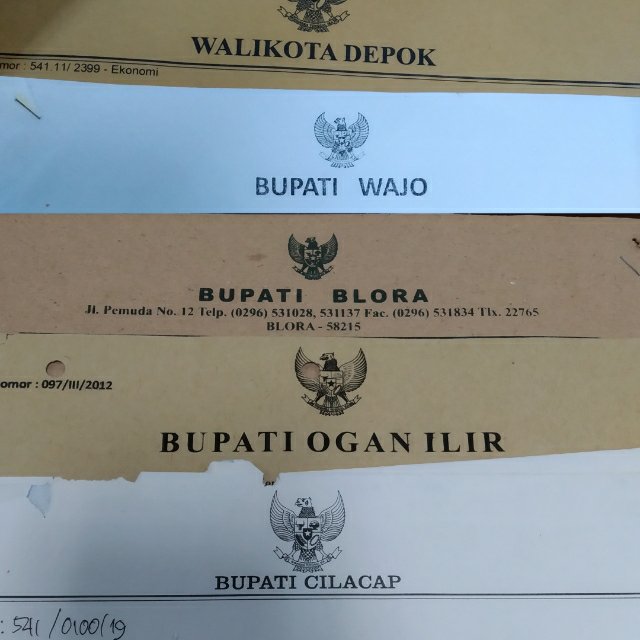 WALIKOTA DEPOK
mor : 541.11/ 2399 - Ekonomi
BUPATI WAJO
BUPATI BLORA
Jl. Pemuda No. 12 Telp. (0296) 531028, 531137 Fac. (0296) 531834 Tlx. 22765
BLORA - 58215
omor : 097/III/2012
BUPATI OGAN ILIR
BUPATI CILACAP
: 541 /0100/19